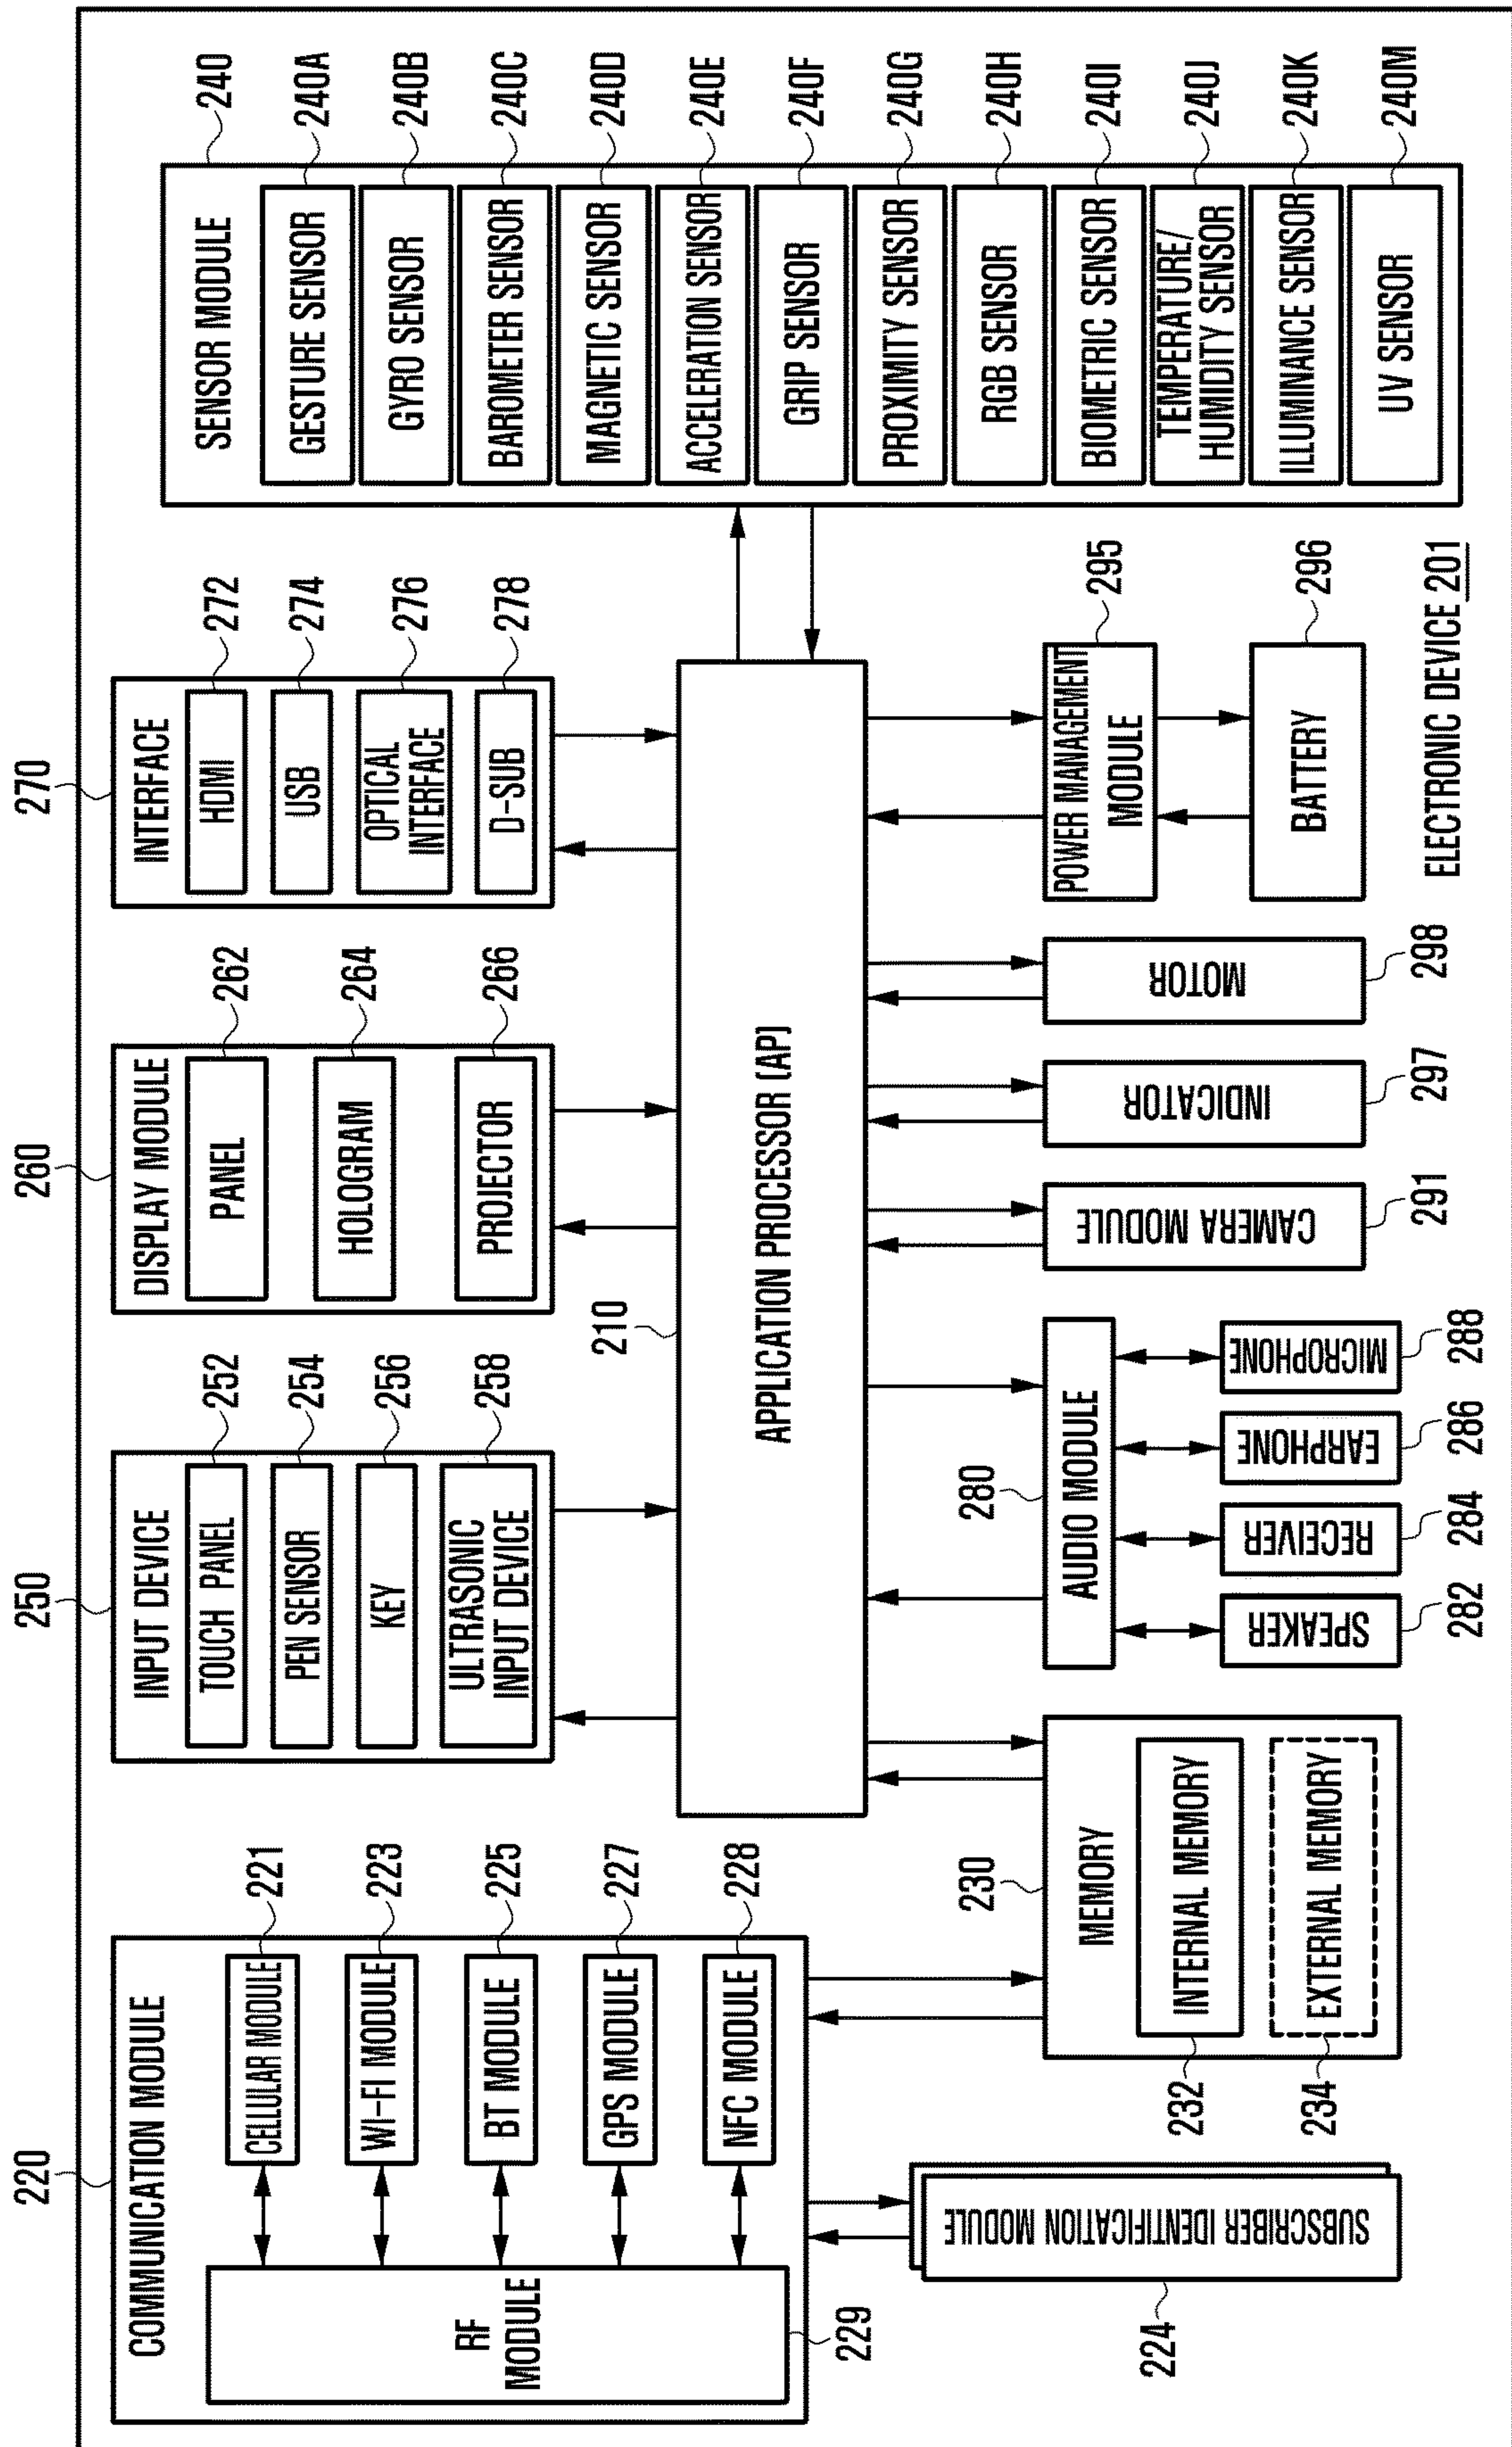 220
COMMUNICATION MODULE
RF
MODULE
229
CELLULAR MODULE
221
WI-FI MODULE
223
BT MODULE
225
GPS MODULE
227
NFC MODULE
228
SUBSCRIBER IDENTIFICATION MODULE
224
250
INPUT DEVICE
TOUCH PANEL
252
PEN SENSOR
254
KEY
256
ULTRASONIC
INPUT DEVICE
258
260
DISPLAY MODULE
PANEL
262
HOLOGRAM
264
PROJECTOR
266
270
INTERFACE
HDMI
272
USB
274
OPTICAL
INTERFACE
276
D-SUB
278
240
SENSOR MODULE
GESTURE SENSOR
240A
GYRO SENSOR
240B
BAROMETER SENSOR
240C
MAGNETIC SENSOR
240D
ACCELERATION SENSOR
240E
GRIP SENSOR
240F
PROXIMITY SENSOR
240G
RGB SENSOR
240H
BIOMETRIC SENSOR
240I
TEMPERATURE/
HUMIDITY SENSOR
240J
ILLUMINANCE SENSOR
240K
UV SENSOR
240M
210
APPLICATION PROCESSOR (AP)
230
MEMORY
INTERNAL MEMORY
232
EXTERNAL MEMORY
234
280
AUDIO MODULE
SPEAKER
282
RECEIVER
284
EARPHONE
286
MICROPHONE
288
CAMERA MODULE
291
INDICATOR
297
MOTOR
298
POWER MANAGEMENT
MODULE
295
BATTERY
296
ELECTRONIC DEVICE 201